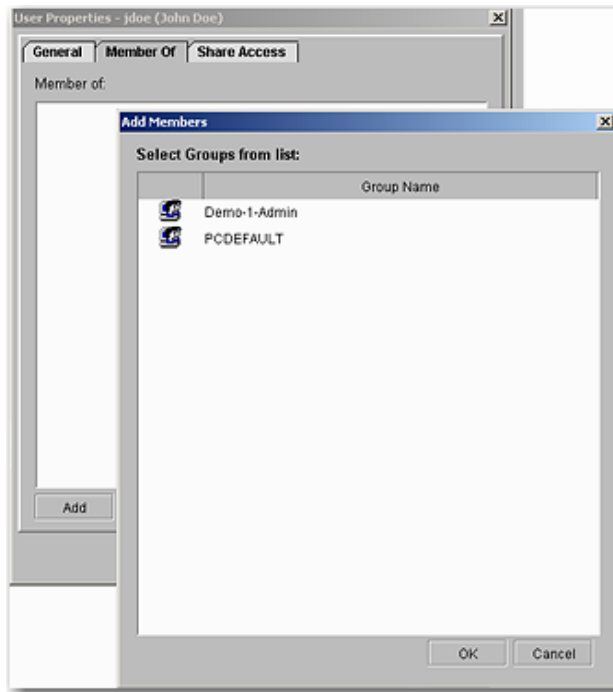 User Properties - jdoe (John Doe)
General Member Of Share Access
Member of:
Add Members
Select Groups from list:
Group Name
Demo-1-Admin
PCDEFAULT
Add
OK Cancel